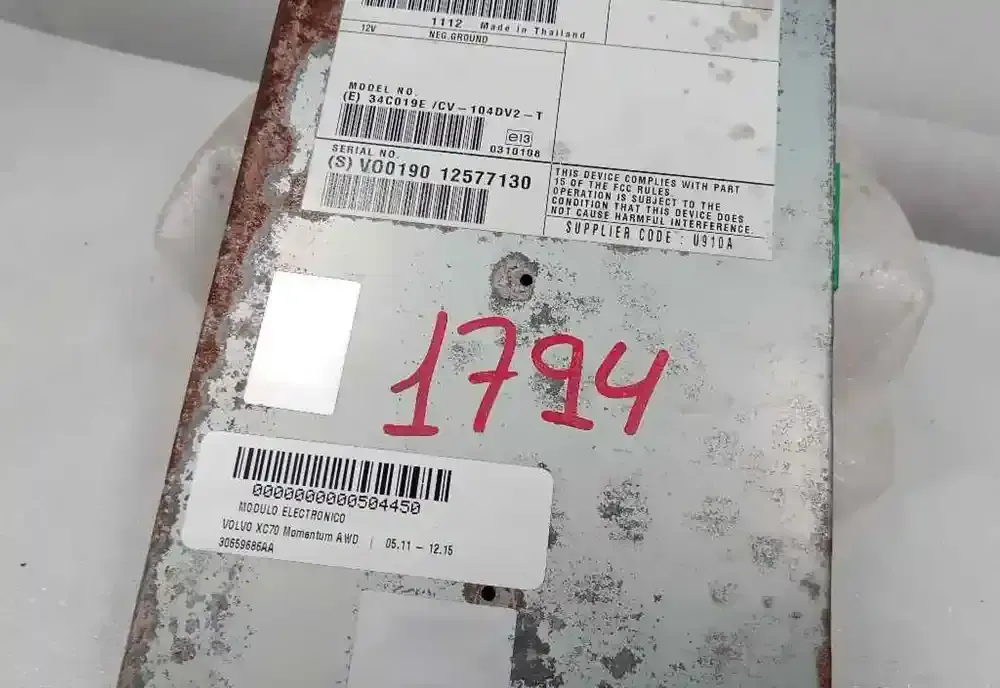 1112 Made in Thailand
12V NEG.GROUND
MODEL NO.
(E) 34C019E /CV-104DV2-T
e13
0310108
SERIAL NO.
(S) V00190 12577130
THIS DEVICE COMPLIES WITH PART
15 OF THE FCC RULES
OPERATION IS SUBJECT TO THE
CONDITION THAT THIS DEVICE DOES
NOT CAUSE HARMFUL INTERFERENCE.
SUPPLIER CODE : U910A
1794
0000000000504450
MODULO ELECTRONICO
VOLVO XC70 Momentum AWD | 05.11 - 12.15
30659686AA